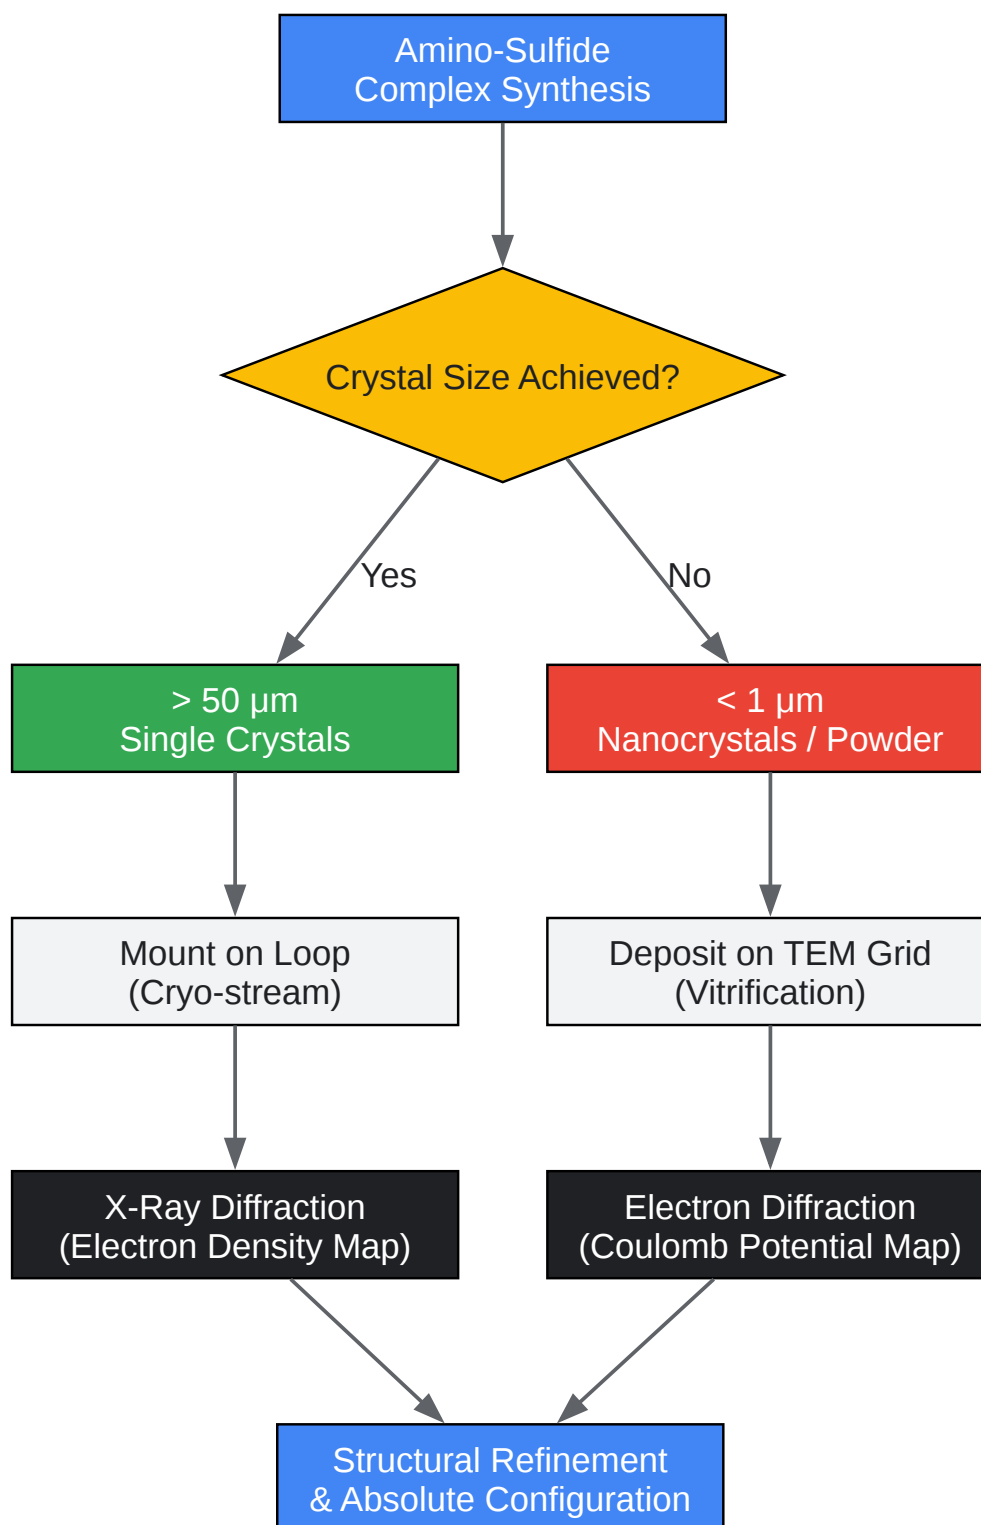 Amino-Sulfide
Complex Synthesis
Crystal Size Achieved?
Yes
No
> 50 μm
Single Crystals
< 1 μm
Nanocrystals / Powder
Mount on Loop
(Cryo-stream)
Deposit on TEM Grid
(Vitrification)
X-Ray Diffraction
(Electron Density Map)
Electron Diffraction
(Coulomb Potential Map)
Structural Refinement
& Absolute Configuration